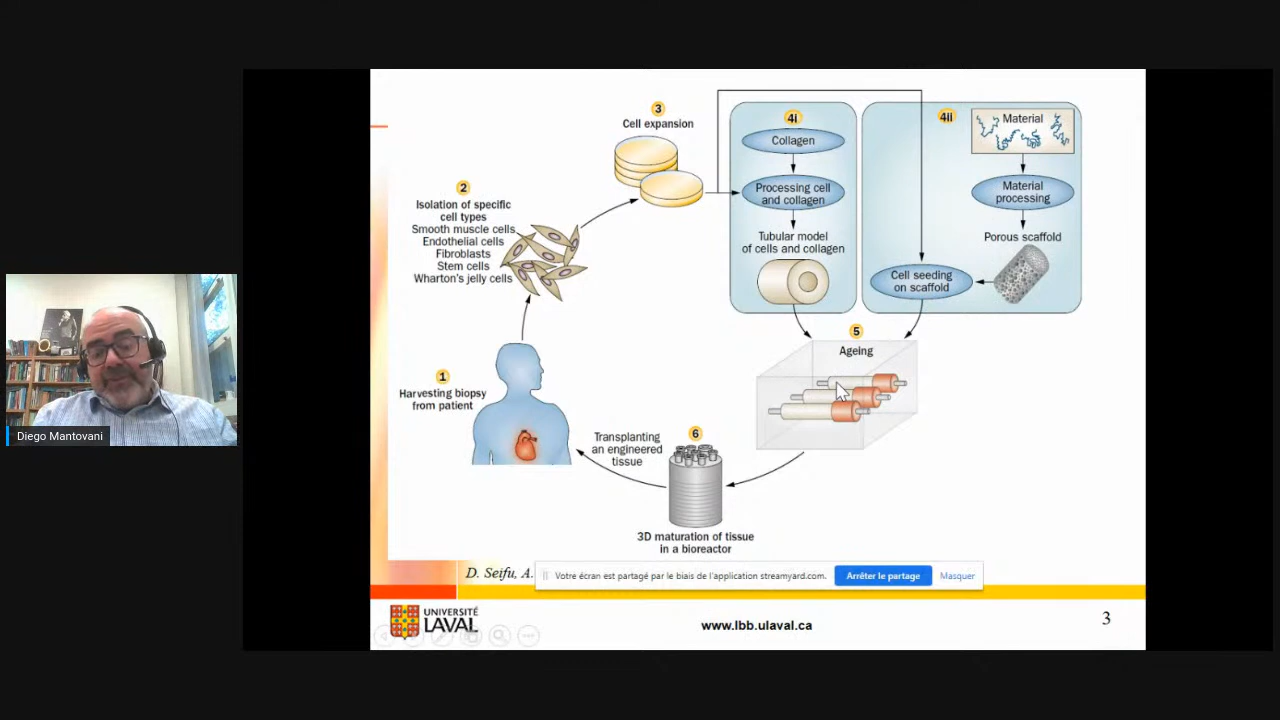 3
Cell expansion
4i
Collagen
Processing cell
and collagen
Tubular model
of cells and collagen
4ii
Material
Material
processing
Porous scaffold
Cell seeding
on scaffold
2
Isolation of specific
cell types
Smooth muscle cells
Endothelial cells
Fibroblasts
Stem cells
Wharton's jelly cells
1
Harvesting biopsy
from patient
5
Ageing
6
Transplanting
an engineered
tissue
3D maturation of tissue
in a bioreactor
Diego Mantovani
D. Seifu, A.
Votre écran est partagé par le biais de l'application streamyard.com.
Arrêter le partage
Masquer
UNIVERSITÉ
LAVAL
www.lbb.ulaval.ca
3